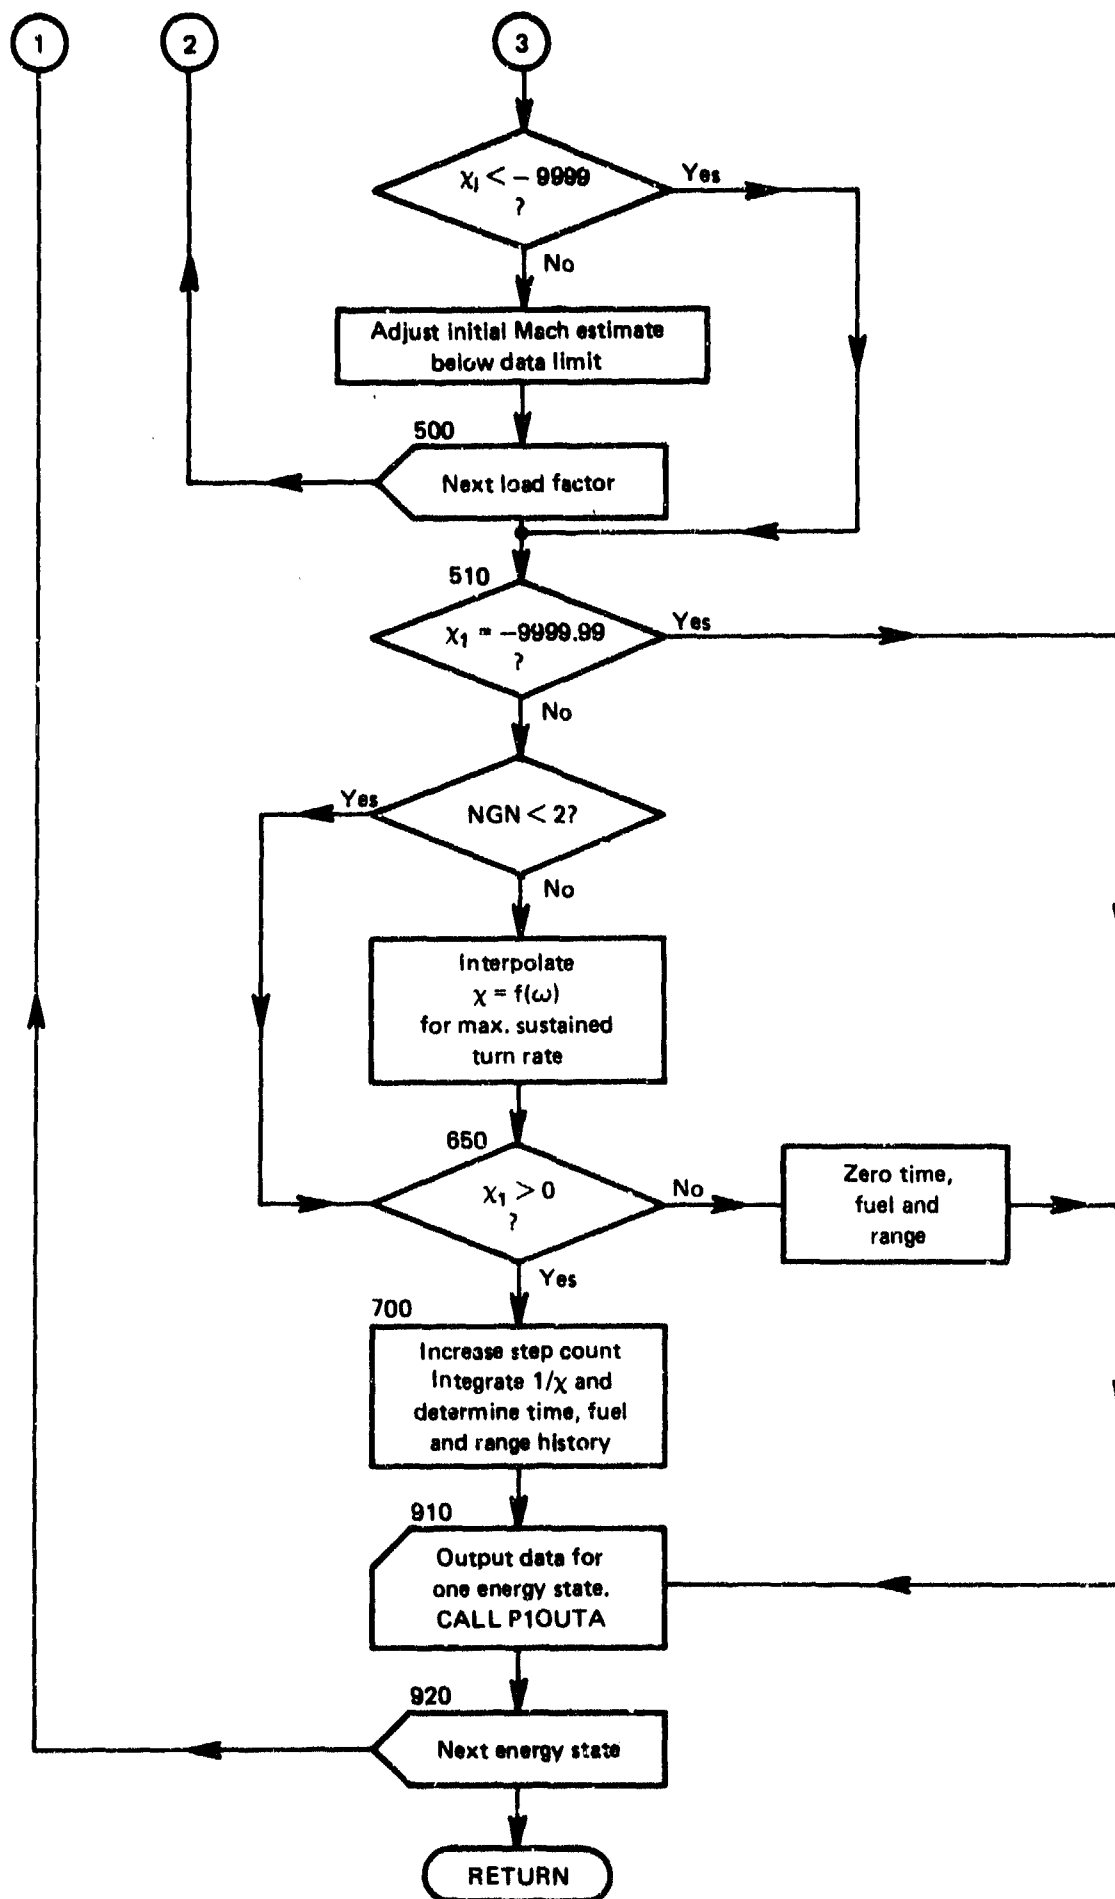 1
2
3
χI < – 9999
?
Yes
No
Adjust initial Mach estimate
below data limit
500
Next load factor
510
χ1 = –9999.99
?
Yes
No
NGN < 2?
Yes
No
Interpolate
χ = f(ω)
for max. sustained
turn rate
650
χ1 > 0
?
No
Yes
Zero time,
fuel and
range
700
Increase step count
Integrate 1/χ and
determine time, fuel
and range history
910
Output data for
one energy state.
CALL P1OUTA
920
Next energy state
RETURN